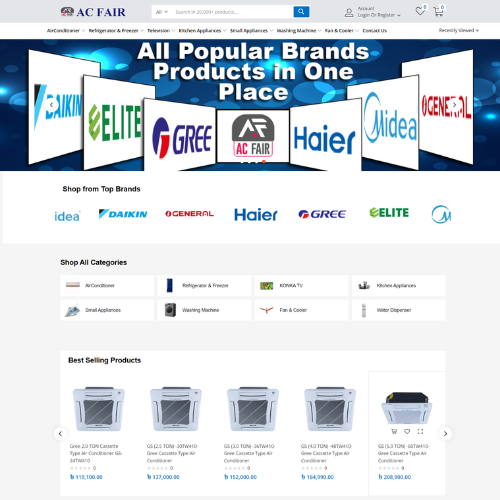 AC FAIR
All
Search in 20,000+ products...
Account
Login Or Register
0
0
AirConditioner Refrigerator & Freezer Television Kitchen Appliances Small Appliances Washing Machine Fan & Cooler Contact Us Recently Viewed
All Popular Brands
Products in One
Place
DAIKIN
ELITE
GREE
AC FAIR
Haier
Midea
GENERAL
Shop from Top Brands
idea
DAIKIN
GENERAL
Haier
GREE
ELITE
Shop All Categories
AirConditioner
Refrigerator & Freezer
KONKA TV
Kitchen Appliances
Small Appliances
Washing Machine
Fan & Cooler
Water Dispenser
Best Selling Products
Gree 2.0 TON Cassette
Type Air Conditioner GS-
24TW410
0
৳ 113,100.00
GS (2.5 TON) -30TW410-
Gree Cassette Type Air
Conditioner
0
৳ 137,000.00
GS (3.0 TON) -36TW410-
Gree Cassette Type Air
Conditioner
0
৳ 152,000.00
GS (4.0 TON) -48TW410-
Gree Cassette Type Air
Conditioner
0
৳ 184,990.00
GS (5.0 TON) -60TW410-
Gree Cassette Type Air
Conditioner
0
৳ 208,990.00